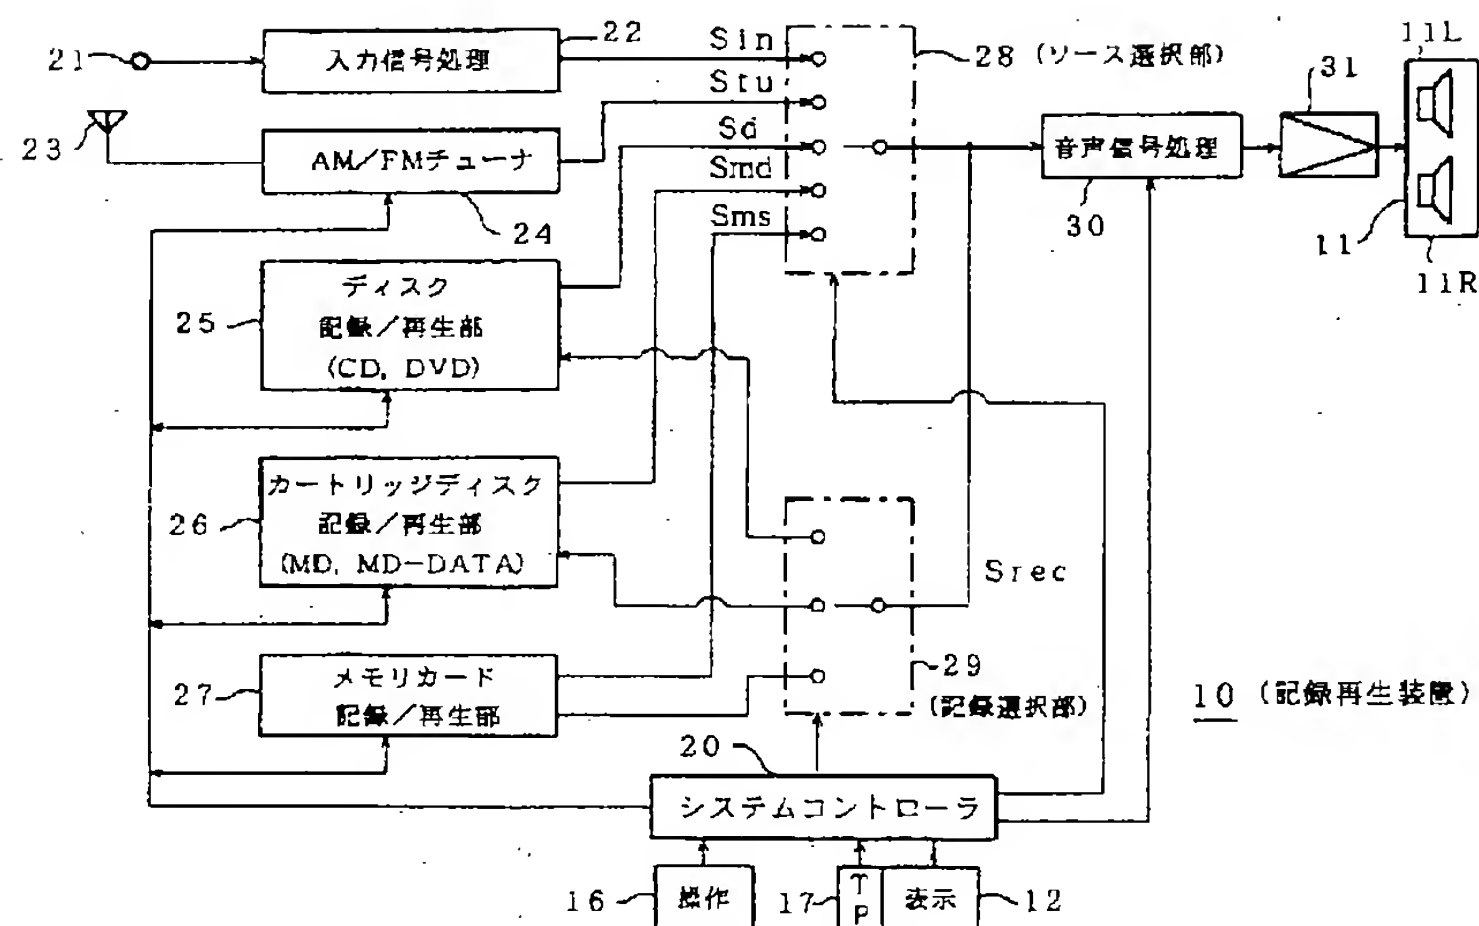 21
入力信号処理
22
Sin
28 (ソース選択部)
31
11L
23
AM/FMチューナ
24
Stu
Sd
Smd
Sms
音声信号処理
30
11
11R
25
ディスク
記録/再生部
(CD, DVD)
26
カートリッジディスク
記録/再生部
(MD, MD-DATA)
Srec
27
メモリカード
記録/再生部
29
(記録選択部)
10 (記録再生装置)
20
システムコントローラ
16
操作
17
TP
表示
12